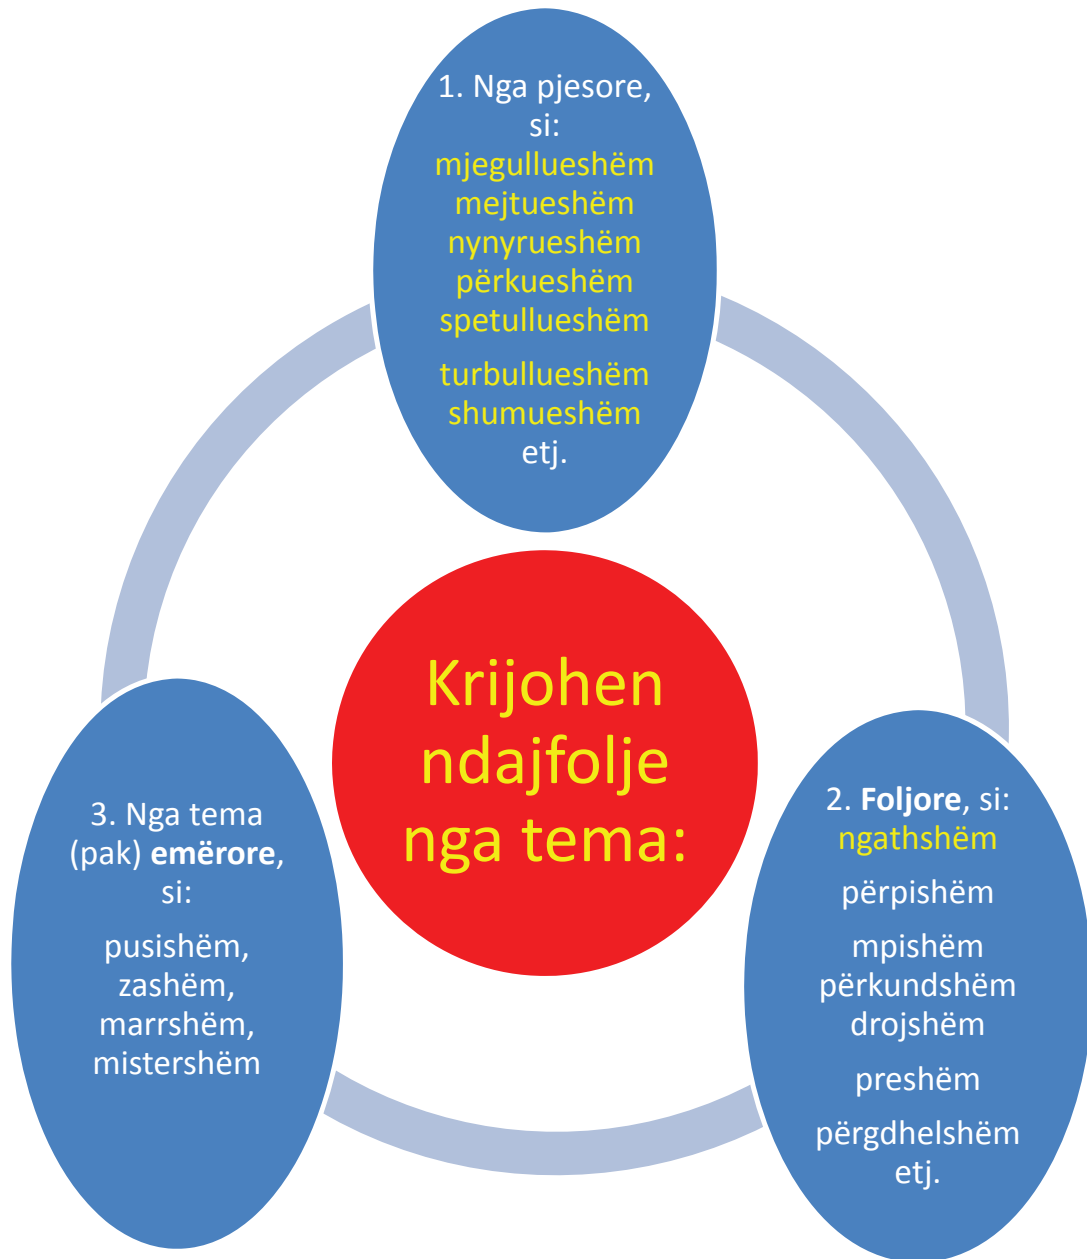 1. Nga pjesore,
si:
mjegullueshëm
mejtueshëm
nynyrueshëm
përkueshëm
spetullueshëm
turbullueshëm
shumueshëm
etj.
Krijohen
ndajfolje
nga tema:
2. Foljore, si:
ngathshëm
përpishëm
mpishëm
përkundshëm
drojshëm
preshëm
përgdhelshëm
etj.
3. Nga tema
(pak) emërore,
si:
pusishëm,
zashëm,
marrshëm,
mistershëm